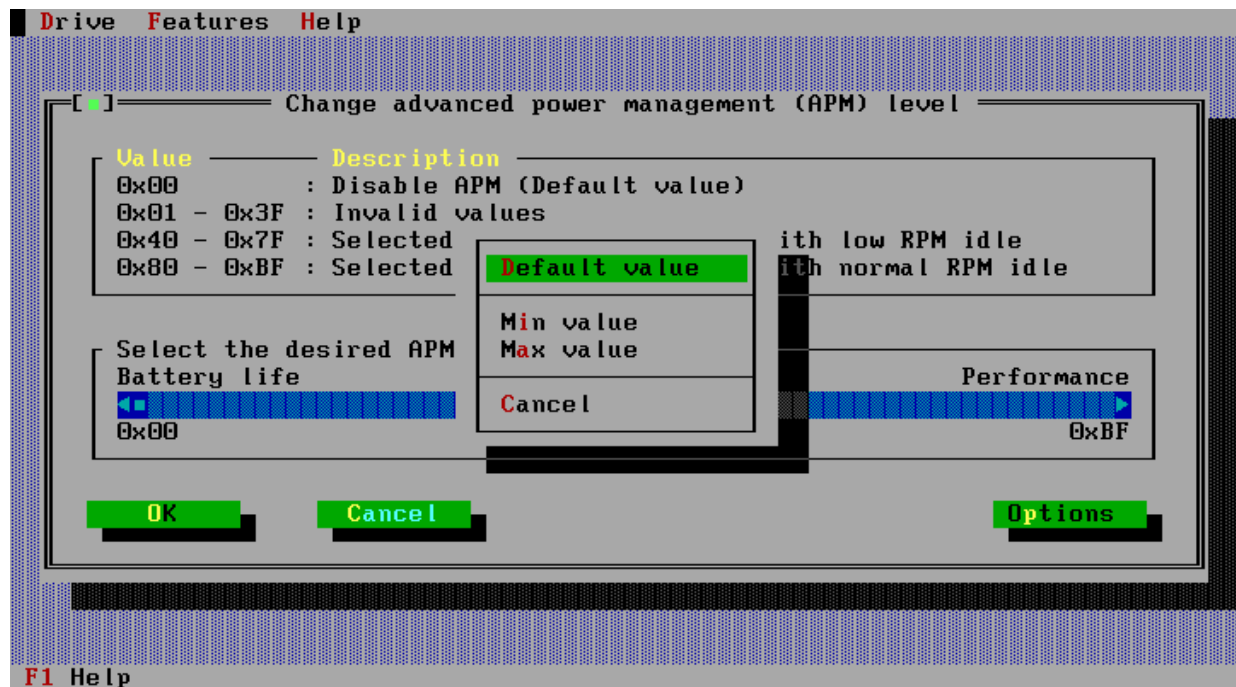 Drive Features Help
Change advanced power management (APM) level
Value Description
0x00 : Disable APM (Default value)
0x01 - 0x3F : Invalid values
0x40 - 0x7F : Selected ith low RPM idle
0x80 - 0xBF : Selected ith normal RPM idle
Default value
Min value
Max value
Cancel
Select the desired APM
Battery life Performance
0x00 0xBF
OK Cancel Options
F1 Help